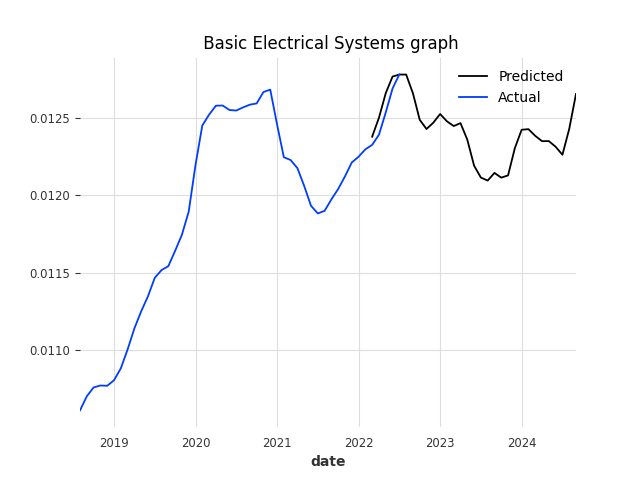 Basic Electrical Systems graph
Predicted
Actual
0.0125
0.0120
0.0115
0.0110
2019 2020 2021 2022 2023 2024
date